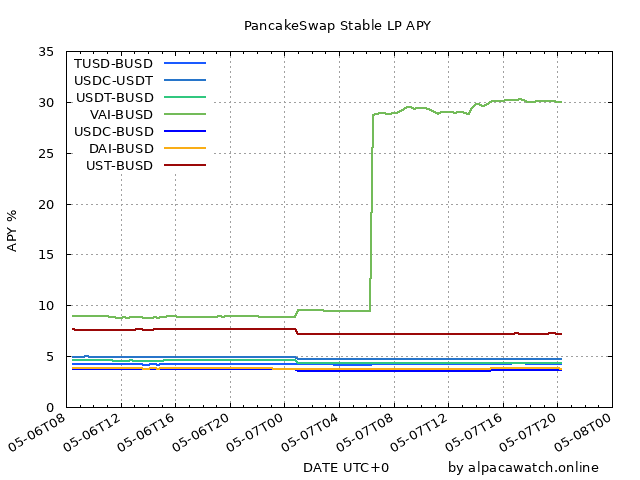 PancakeSwap Stable LP APY
35
30
25
20
15
10
5
0
APY %
TUSD-BUSD
USDC-USDT
USDT-BUSD
VAI-BUSD
USDC-BUSD
DAI-BUSD
UST-BUSD
05-06T08
05-06T12
05-06T16
05-06T20
05-07T00
05-07T04
05-07T08
05-07T12
05-07T16
05-07T20
05-08T00
DATE UTC+0
by alpacawatch.online